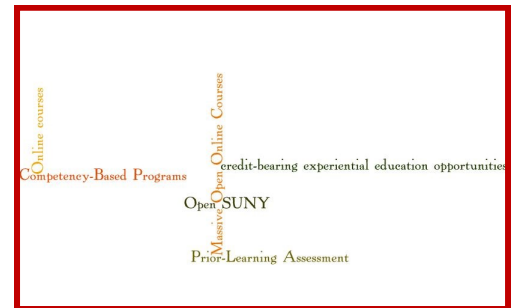 Online courses
Massive Open Online Courses
credit-bearing experiential education opportunities
Competency-Based Programs
Open SUNY
Prior-Learning Assessment